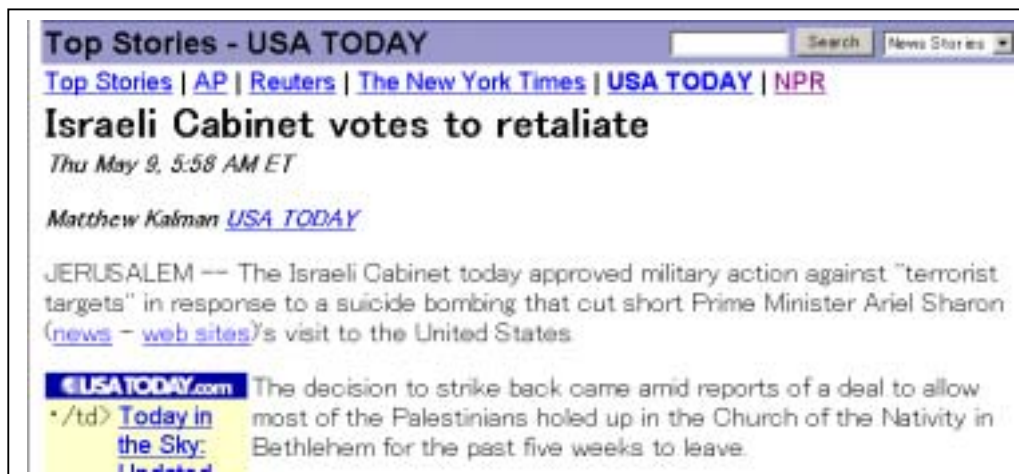 Top Stories - USA TODAY
Search
News Stories
Top Stories | AP | Reuters | The New York Times | USA TODAY | NPR
Israeli Cabinet votes to retaliate
Thu May 9, 5:58 AM ET
Matthew Kalman USA TODAY
JERUSALEM -- The Israeli Cabinet today approved military action against "terrorist
targets" in response to a suicide bombing that cut short Prime Minister Ariel Sharon
(news - web sites)'s visit to the United States.
USATODAY.com
•/td> Today in
the Sky:
Updated
The decision to strike back came amid reports of a deal to allow
most of the Palestinians holed up in the Church of the Nativity in
Bethlehem for the past five weeks to leave.